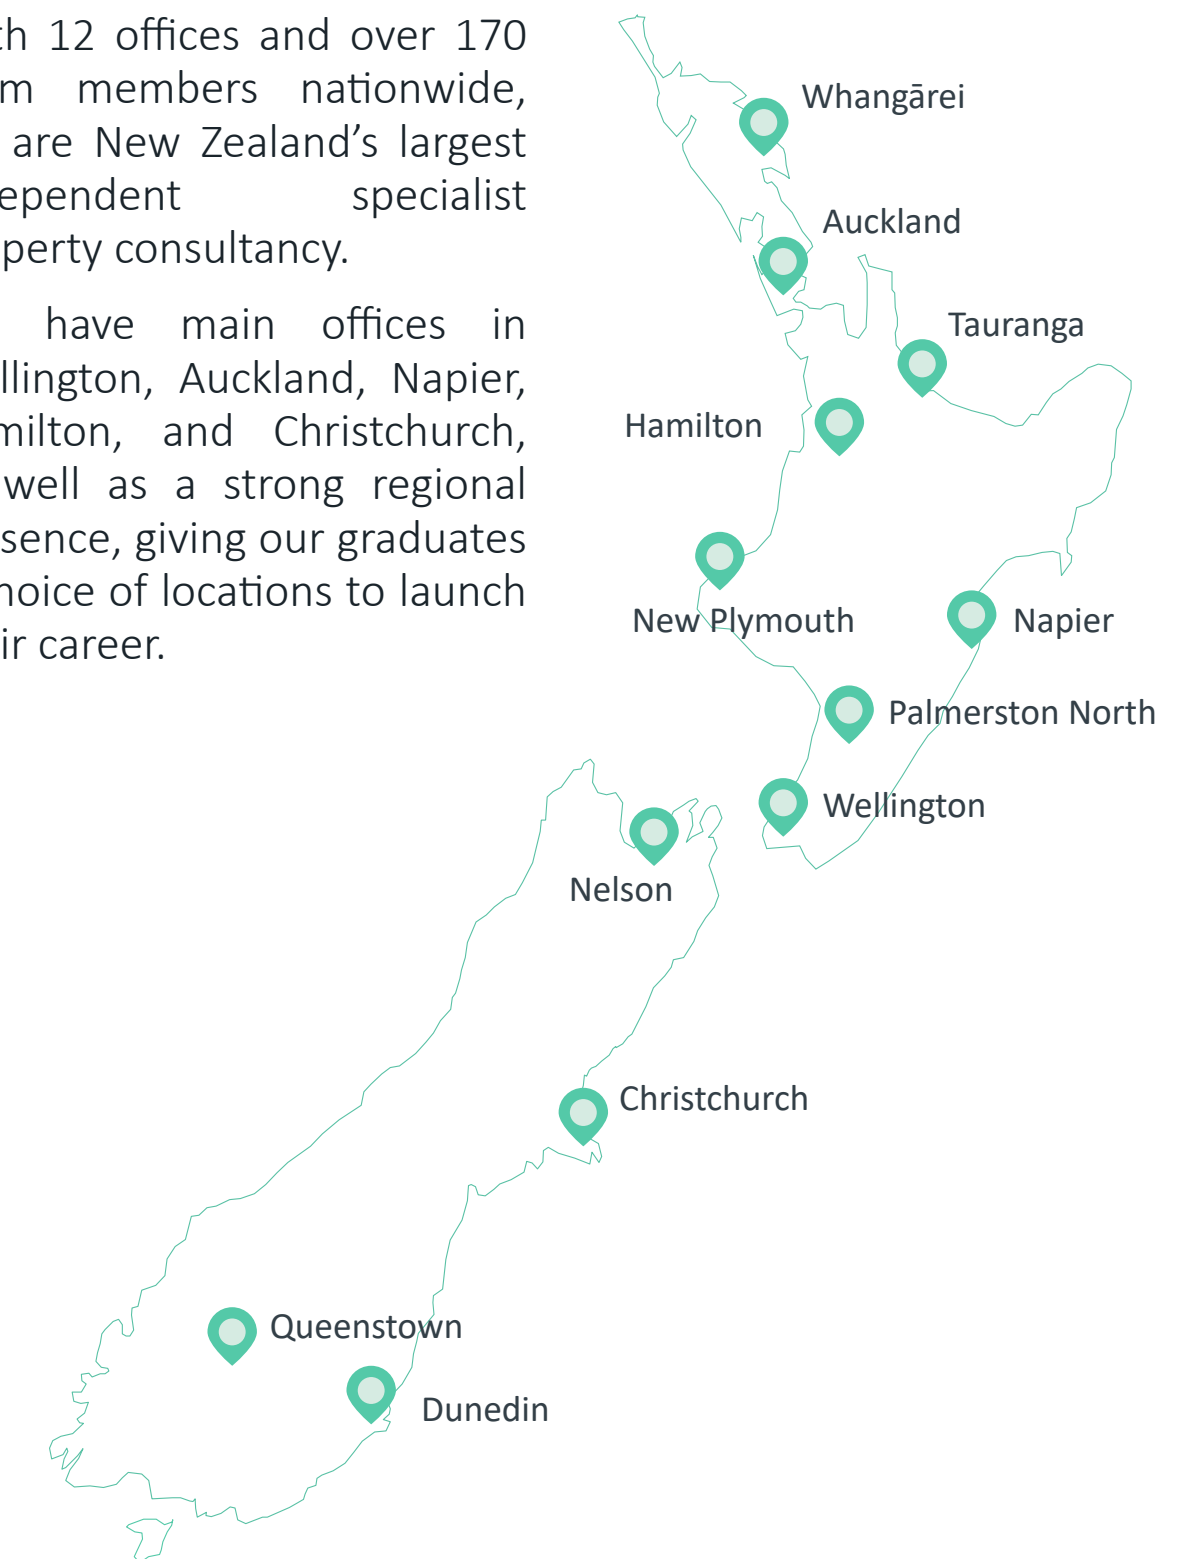 th 12 offices and over 170
m members nationwide,
are New Zealand's largest
ependent specialist
perty consultancy.
have main offices in
llington, Auckland, Napier,
milton, and Christchurch,
well as a strong regional
sence, giving our graduates
hoice of locations to launch
ir career.
Whangārei
Auckland
Tauranga
Hamilton
New Plymouth
Napier
Palmerston North
Wellington
Nelson
Christchurch
Queenstown
Dunedin